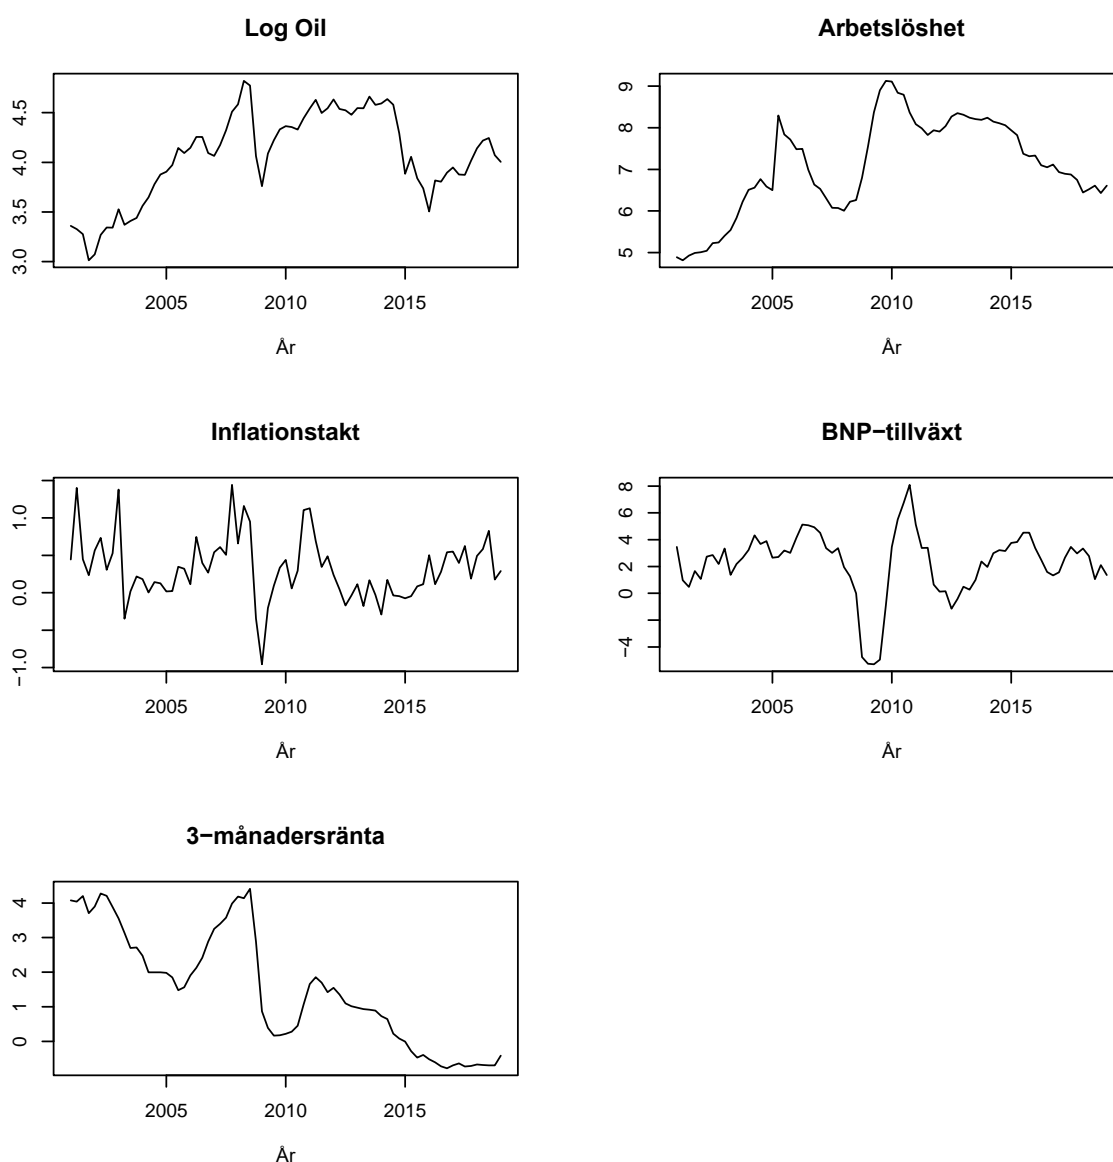 Log Oil
3.0 3.5 4.0 4.5
2005 2010 2015
År
Arbetslöshet
5 6 7 8 9
2005 2010 2015
År
Inflationstakt
−1.0 0.0 1.0
2005 2010 2015
År
BNP−tillväxt
−4 0 2 4 6 8
2005 2010 2015
År
3−månadersränta
0 1 2 3 4
2005 2010 2015
År